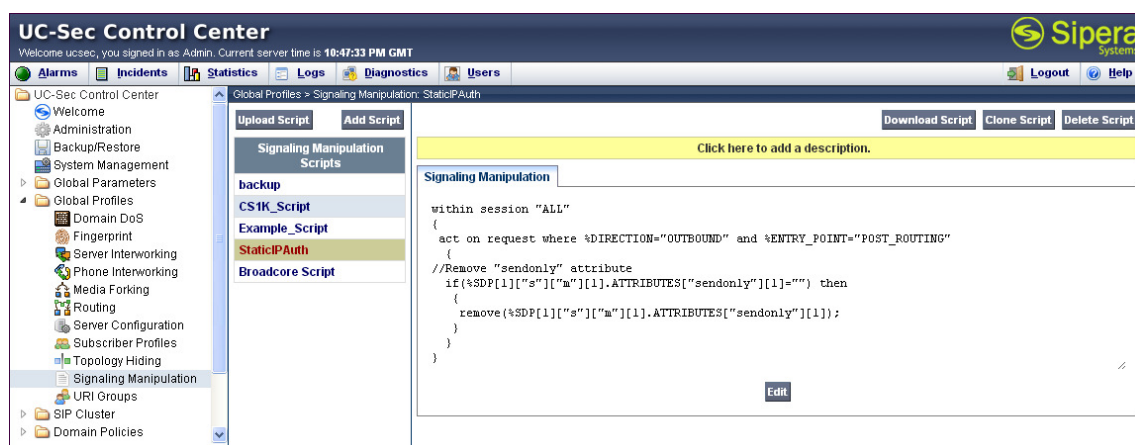 UC-Sec Control Center
Welcome ucsec, you signed in as Admin. Current server time is 10:47:33 PM GMT
Sipera
Systems
Alarms Incidents Statistics Logs Diagnostics Users Logout Help
UC-Sec Control Center
Welcome
Administration
Backup/Restore
System Management
Global Parameters
Global Profiles
Domain DoS
Fingerprint
Server Interworking
Phone Interworking
Media Forking
Routing
Server Configuration
Subscriber Profiles
Topology Hiding
Signaling Manipulation
URI Groups
SIP Cluster
Domain Policies
Global Profiles > Signaling Manipulation: StaticIPAuth
Upload Script Add Script
Signaling Manipulation
Scripts
backup
CS1K_Script
Example_Script
StaticIPAuth
Broadcore Script
Download Script Clone Script Delete Script
Click here to add a description.
Signaling Manipulation
within session "ALL"
{
act on request where %DIRECTION="OUTBOUND" and %ENTRY_POINT="POST_ROUTING"
{
//Remove "sendonly" attribute
if(%SDP[1]["s"]["m"][1].ATTRIBUTES["sendonly"][1]="") then
{
remove(%SDP[1]["s"]["m"][1].ATTRIBUTES["sendonly"][1]);
}
}
}
Edit